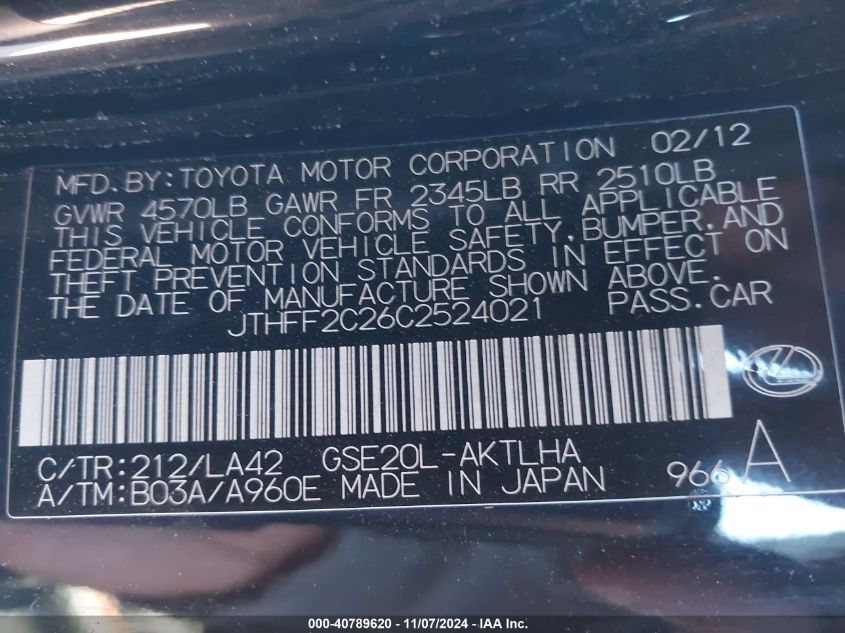 MFD.BY:TOYOTA MOTOR CORPORATION 02/12
GVWR 4570LB GAWR FR 2345LB RR 2510LB
THIS VEHICLE CONFORMS TO ALL APPLICABLE
FEDERAL MOTOR VEHICLE SAFETY,BUMPER,AND
THEFT PREVENTION STANDARDS IN EFFECT ON
THE DATE OF MANUFACTURE SHOWN ABOVE.
JTHFF2C26C2524021 PASS.CAR
C/TR:212/LA42 GSE20L-AKTLHA
A/TM:B03A/A960E MADE IN JAPAN 966 A
000-40789620 - 11/07/2024 - IAA Inc.